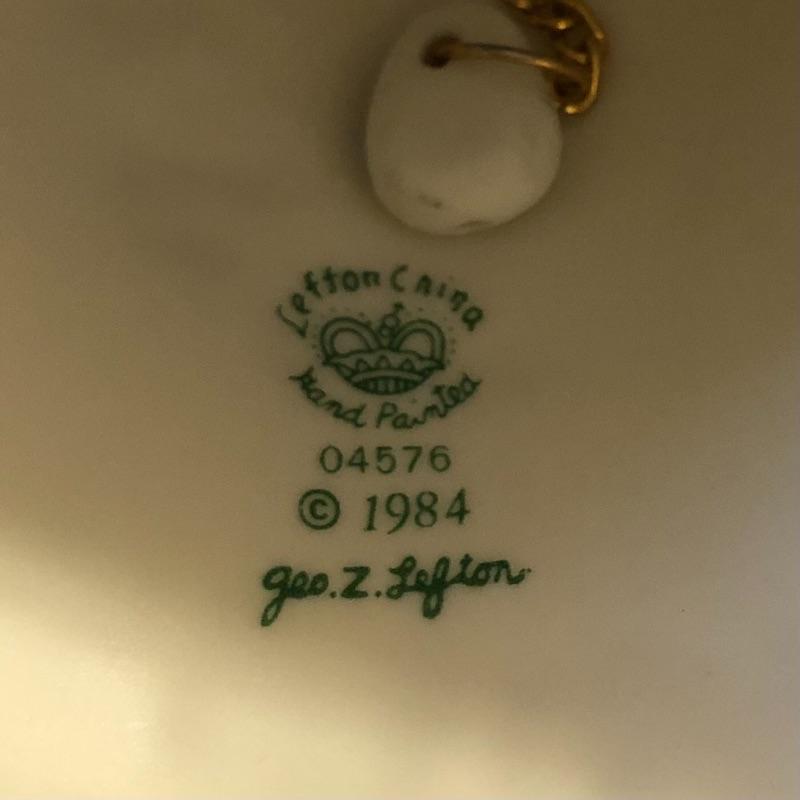 Lefton China
Hand Painted
04576
© 1984
Geo. Z. Lefton